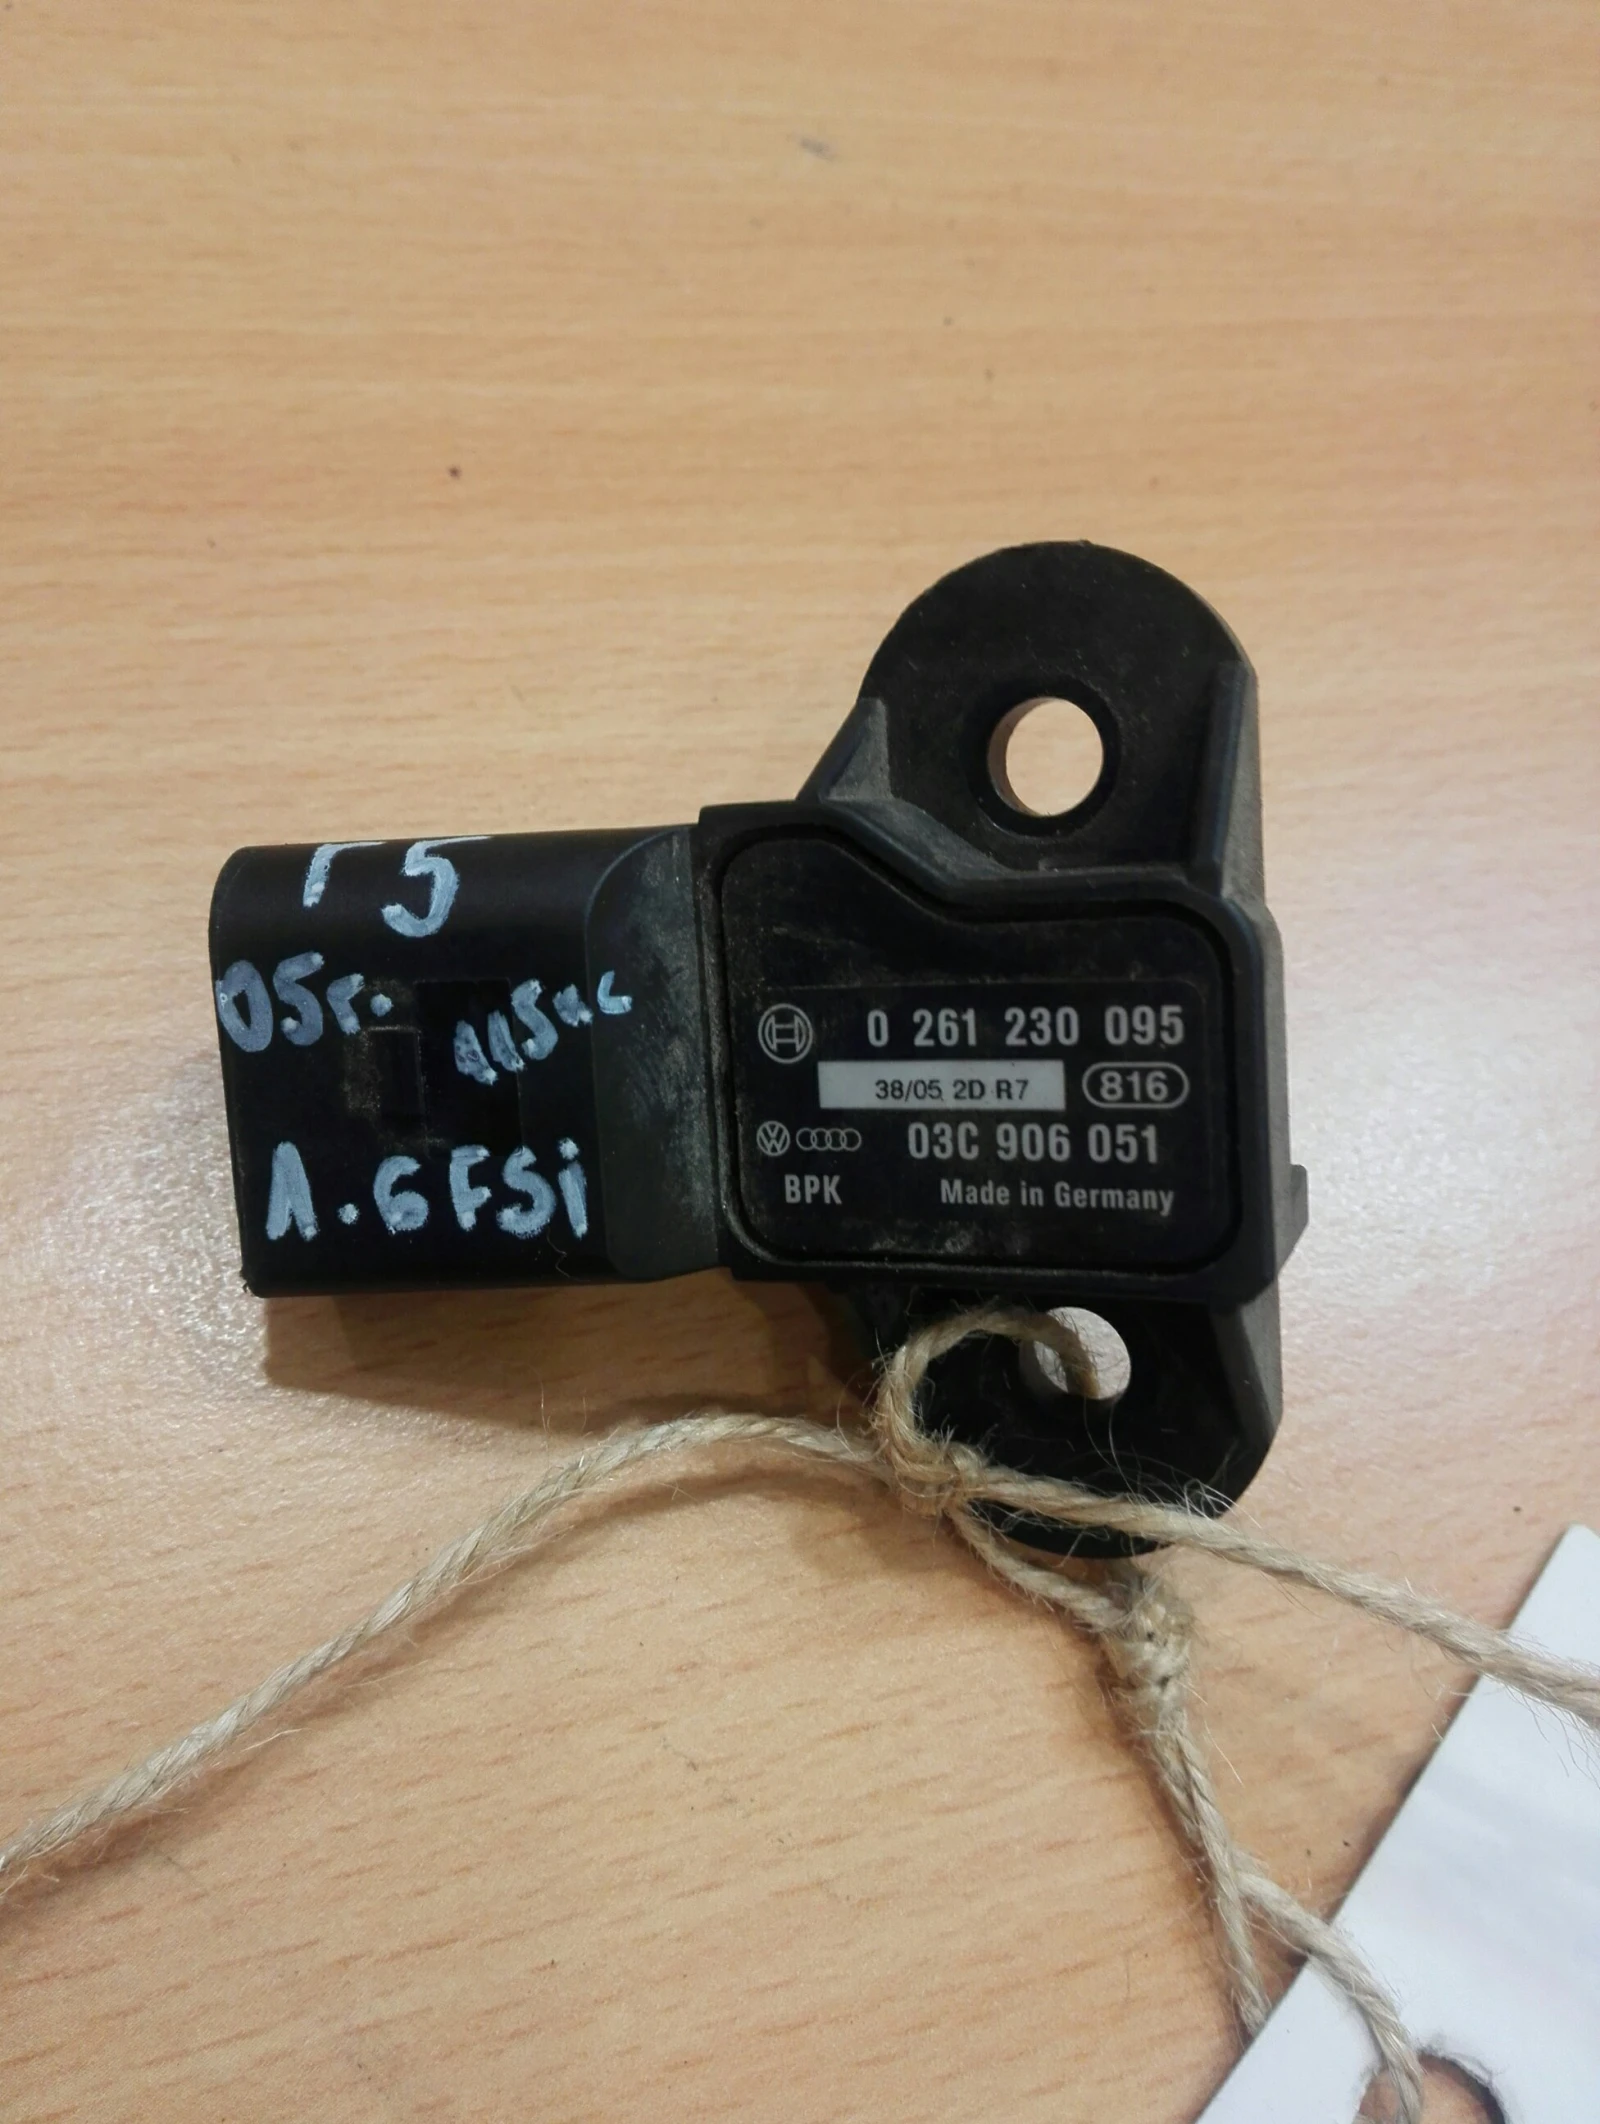 Г5
05г.
115лс
1.6FSi
0 261 230 095
38/05 2D R7 816
03C 906 051
BPK Made in Germany